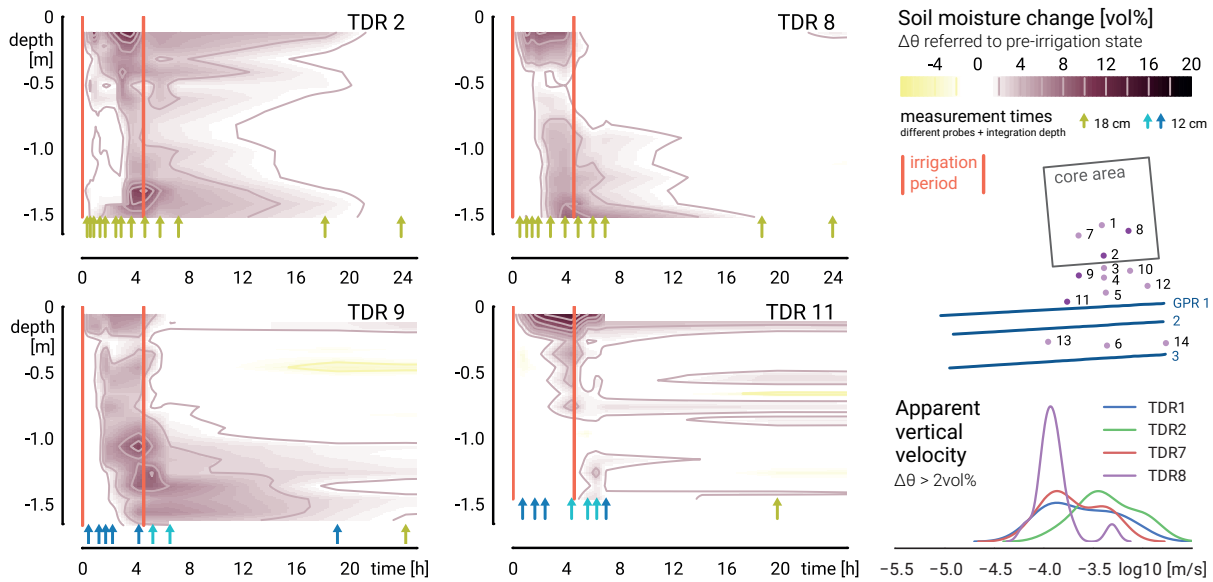 TDR 2
0
depth
[m]
-0.5
-1.0
-1.5
0 4 8 12 16 20 24
TDR 8
0
-0.5
-1.0
-1.5
0 4 8 12 16 20 24
TDR 9
0
depth
[m]
-0.5
-1.0
-1.5
0 4 8 12 16 20 time [h]
TDR 11
0
-0.5
-1.0
-1.5
0 4 8 12 16 20 time [h]
Soil moisture change [vol%]
Δθ referred to pre-irrigation state
-4 0 4 8 12 16 20
measurement times
different probes + integration depth
18 cm
12 cm
irrigation
period
core area
1
7
8
2
3
10
9
4
12
5
11
GPR 1
2
13
6
14
3
Apparent
vertical
velocity
Δθ > 2vol%
TDR1
TDR2
TDR7
TDR8
−5.5 −5.0 −4.5 −4.0 −3.5 log10 [m/s]